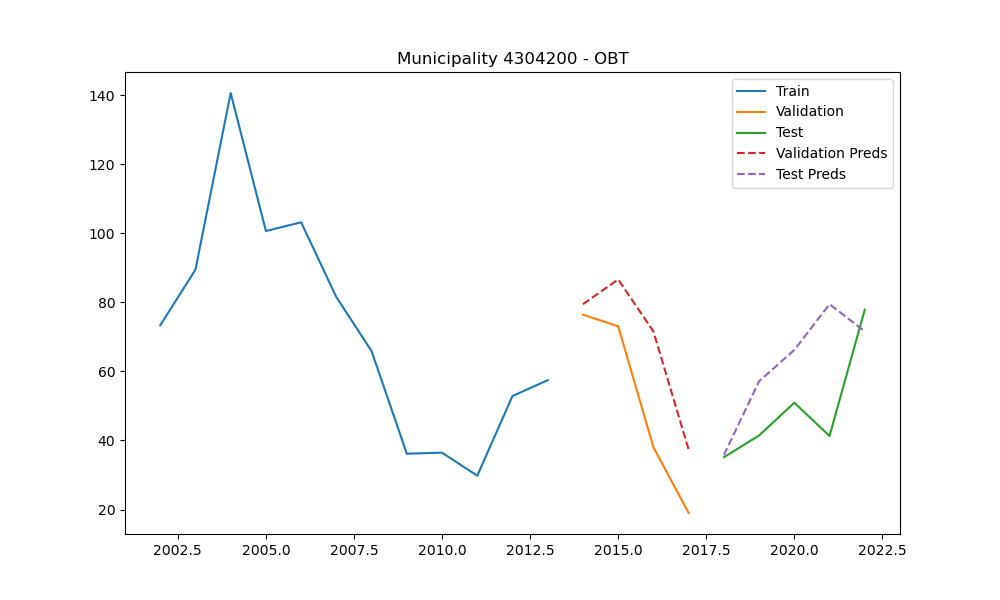 Municipality 4304200 - OBT
Train
Validation
Test
Validation Preds
Test Preds
140
120
100
80
60
40
20
2002.5 2005.0 2007.5 2010.0 2012.5 2015.0 2017.5 2020.0 2022.5